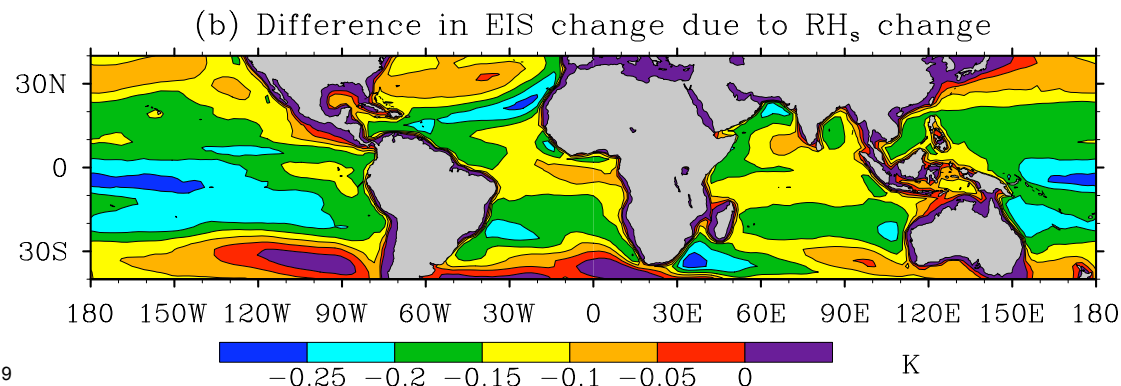 (b) Difference in EIS change due to RHs change
30N
0
30S
180 150W 120W 90W 60W 30W 0 30E 60E 90E 120E 150E 180
−0.25 −0.2 −0.15 −0.1 −0.05 0 K
9